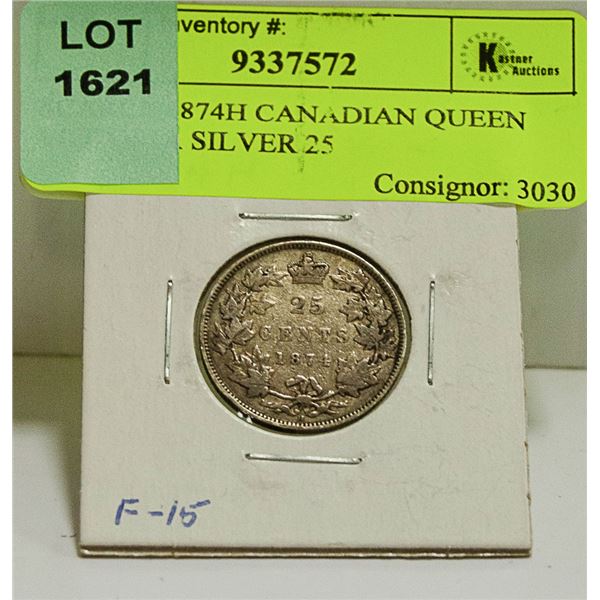 LOT
1621
nventory #:
9337572
Kastner
Auctions
874H CANADIAN QUEEN
SILVER 25
Consignor: 3030
25
CENTS
1874
F-15